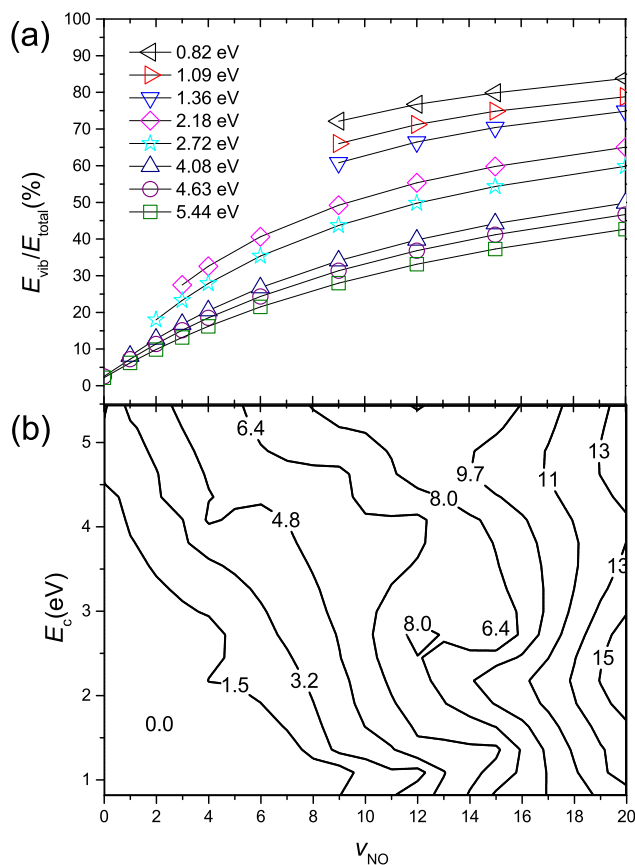 (a)
E_vib/E_total(%)
100
90
80
70
60
50
40
30
20
10
0
0.82 eV
1.09 eV
1.36 eV
2.18 eV
2.72 eV
4.08 eV
4.63 eV
5.44 eV
(b)
E_c(eV)
5
4
3
2
1
6.4
9.7
11
13
8.0
4.8
13
8.0
6.4
15
1.5
3.2
0.0
0 2 4 6 8 10 12 14 16 18 20
ν_NO